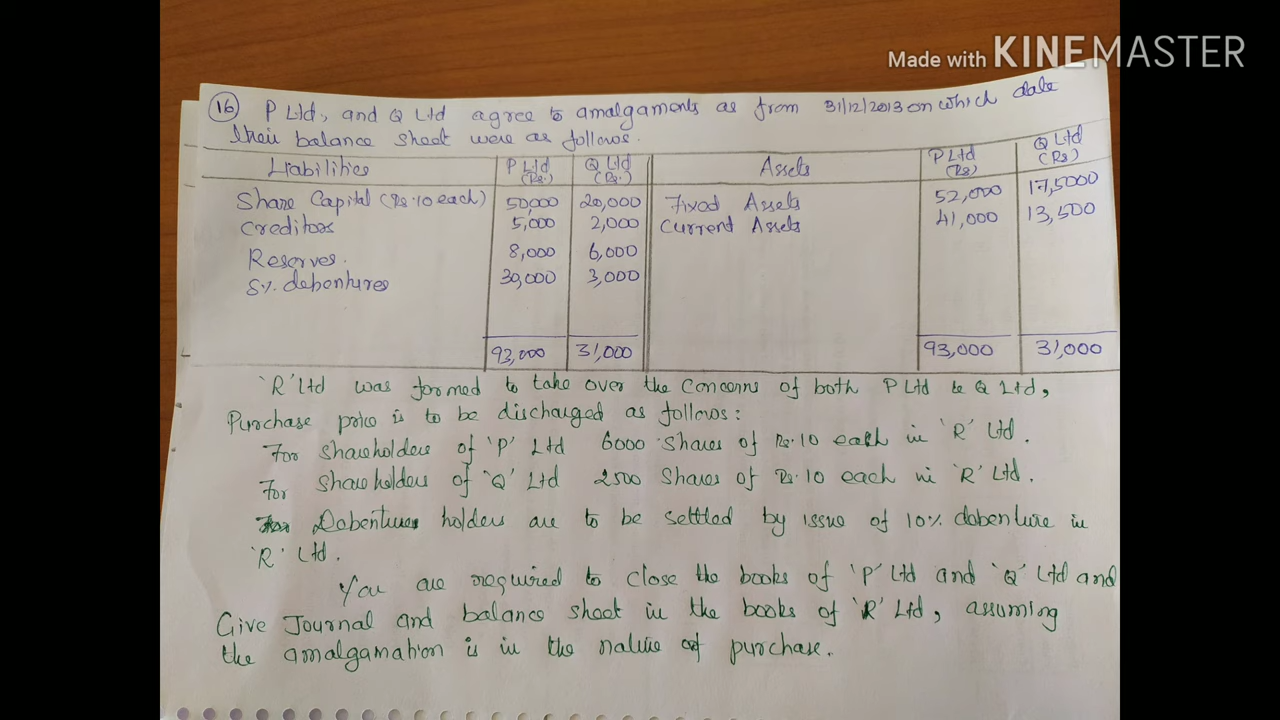 Made with KINEMASTER
16 P Ltd, and Q Ltd agree to amalgaments as from 31/12/2013 on which date
their balance sheet were as follows.
Liabilities P Ltd (Rs.) Q Ltd (Rs.) Assets P Ltd (Rs) Q Ltd (Rs)
Share Capital (Rs.10 each) 50,000 20,000 Fixed Assets 52,000 17,5000
Creditors 5,000 2,000 Current Assets 41,000 13,500
Reserves. 8,000 6,000
5%. debentures 30,000 3,000
93,000 31,000 93,000 31,000
'R' Ltd was formed to take over the concerns of both P Ltd & Q Ltd,
Purchase price is to be discharged as follows:
For shareholders of 'P' Ltd 6000 shares of Rs.10 each in 'R' Ltd.
For shareholders of 'Q' Ltd 2500 shares of Rs.10 each in 'R' Ltd.
Debentures holders are to be settled by issue of 10% debenture in
'R' Ltd.
You are required to close the books of 'P' Ltd and 'Q' Ltd and
Give Journal and balance sheet in the books of 'R' Ltd, assuming
the amalgamation is in the nature of purchase.